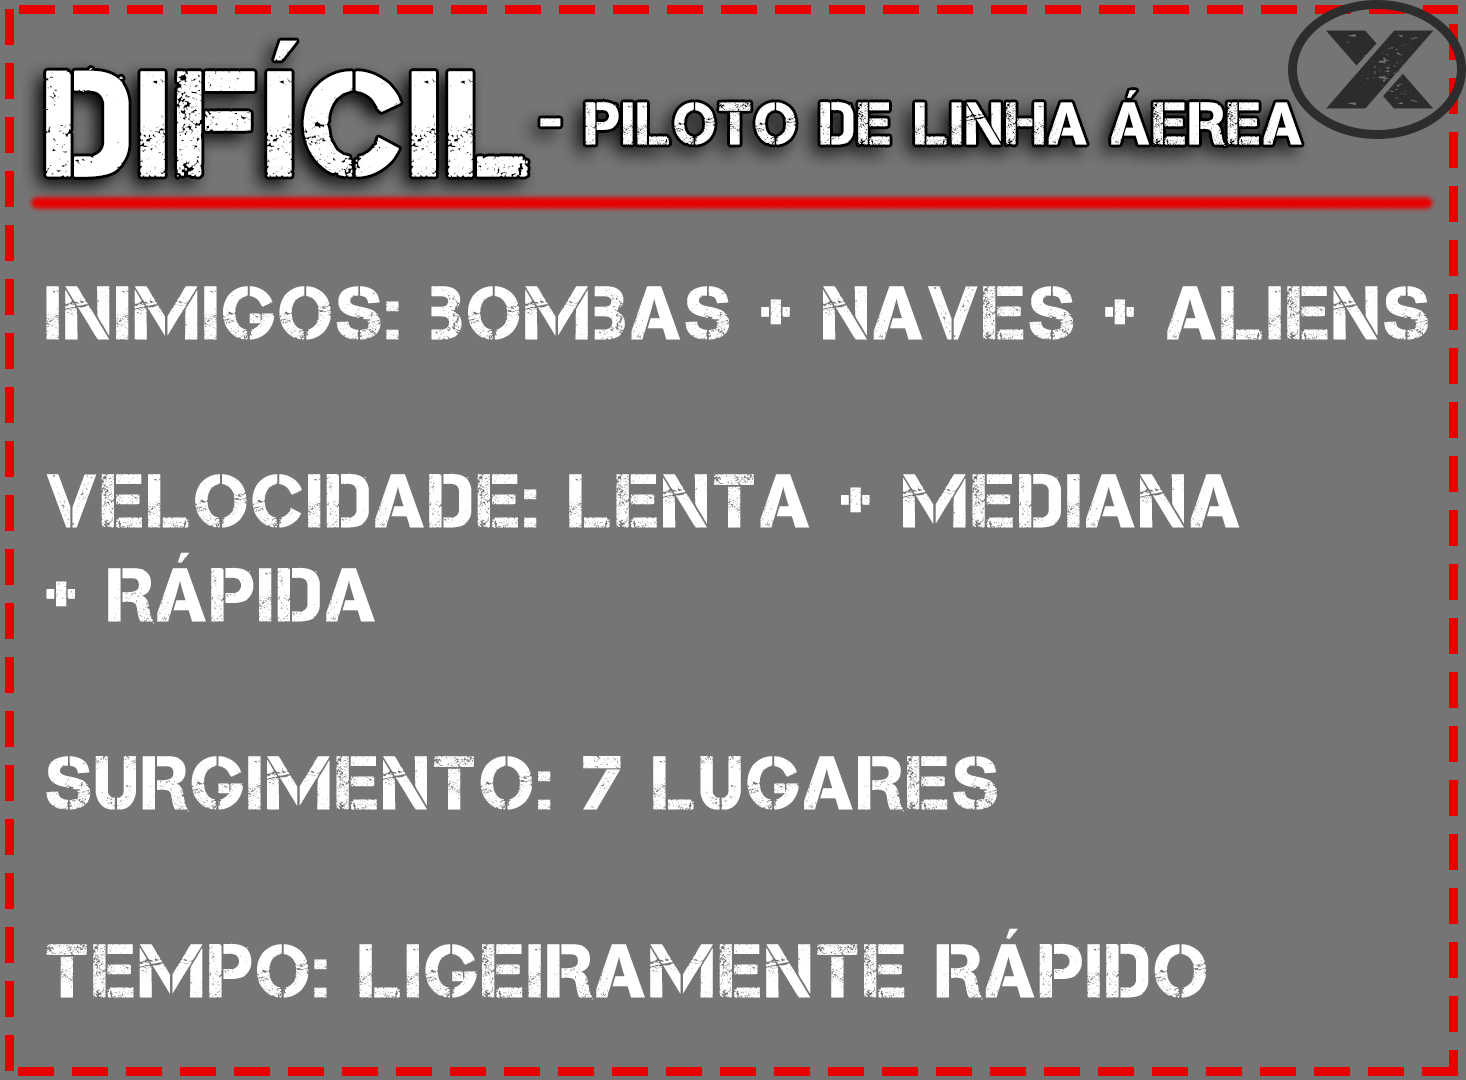 DIFÍCIL - PILOTO DE LINHA ÁEREA
X
INIMIGOS: BOMBAS + NAVES + ALIENS
VELOCIDADE: LENTA + MEDIANA
+ RÁPIDA
SURGIMENTO: 7 LUGARES
TEMPO: LIGEIRAMENTE RÁPIDO